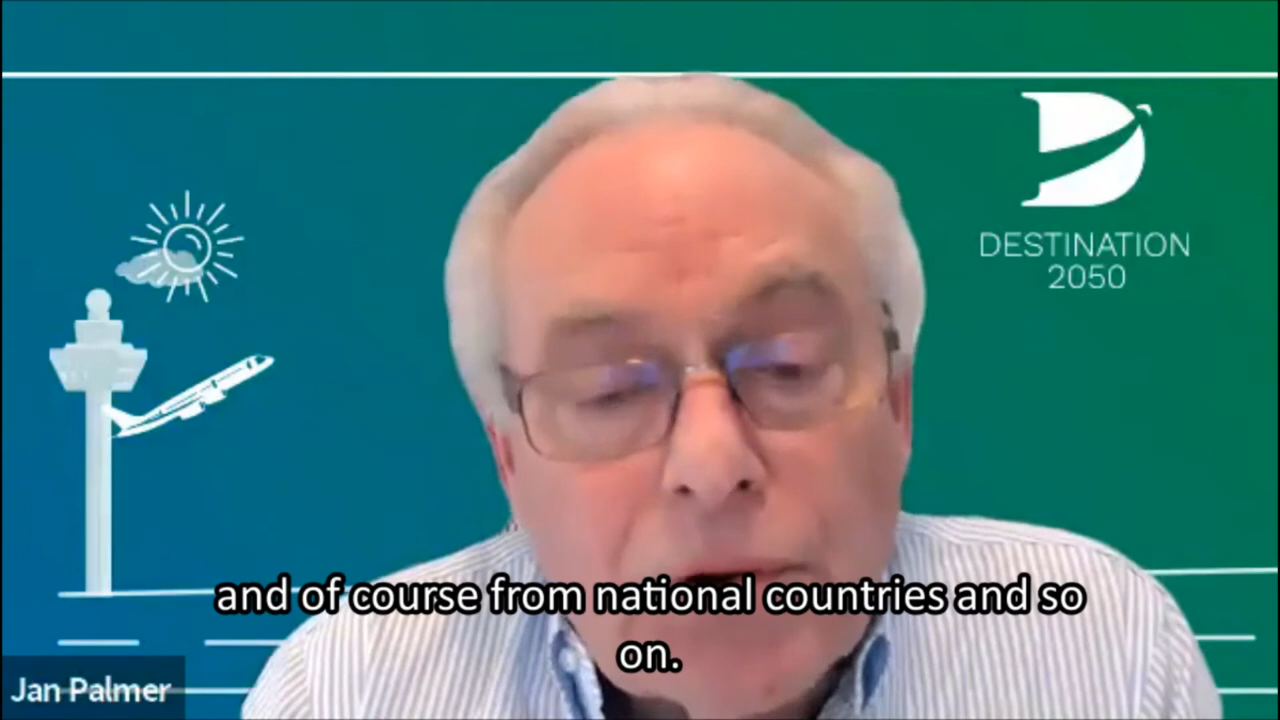 DESTINATION
2050
and of course from national countries and so
on.
Jan Palmer